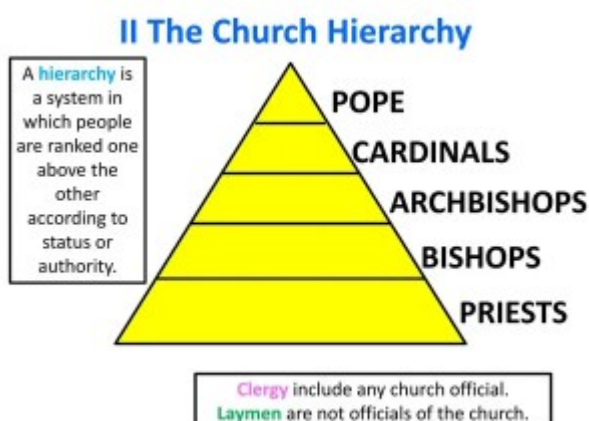 II The Church Hierarchy
A hierarchy is
a system in
which people
are ranked one
above the
other
according to
status or
authority.
POPE
CARDINALS
ARCHBISHOPS
BISHOPS
PRIESTS
Clergy include any church official.
Laymen are not officials of the church.